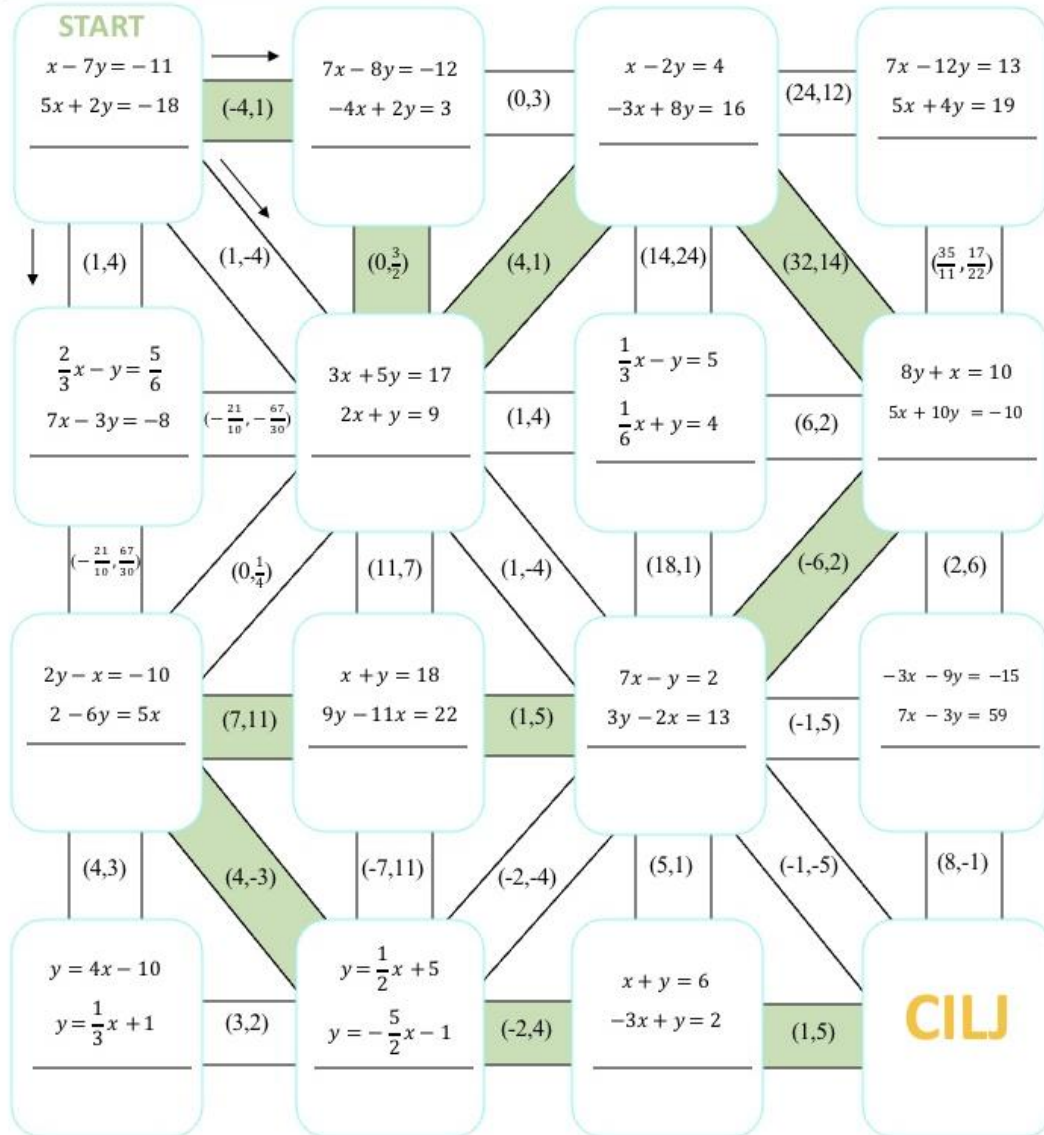 START
x − 7y = −11
5x + 2y = −18
(-4,1)
7x − 8y = −12
−4x + 2y = 3
(0,3)
x − 2y = 4
−3x + 8y = 16
(24,12)
7x − 12y = 13
5x + 4y = 19
(1,4)
(1,-4)
(0,3/2)
(4,1)
(14,24)
(32,14)
(35/11, 17/22)
2/3x − y = 5/6
7x − 3y = −8
(−21/10, −67/30)
3x + 5y = 17
2x + y = 9
(1,4)
1/3x − y = 5
1/6x + y = 4
(6,2)
8y + x = 10
5x + 10y = −10
(−21/10, 67/30)
(0,1/4)
(11,7)
(1,-4)
(18,1)
(-6,2)
(2,6)
2y − x = −10
2 − 6y = 5x
(7,11)
x + y = 18
9y − 11x = 22
(1,5)
7x − y = 2
3y − 2x = 13
(-1,5)
−3x − 9y = −15
7x − 3y = 59
(4,3)
(4,-3)
(-7,11)
(-2,-4)
(5,1)
(-1,-5)
(8,-1)
y = 4x − 10
y = 1/3x + 1
(3,2)
y = 1/2x + 5
y = −5/2x − 1
(-2,4)
x + y = 6
−3x + y = 2
(1,5)
CILJ